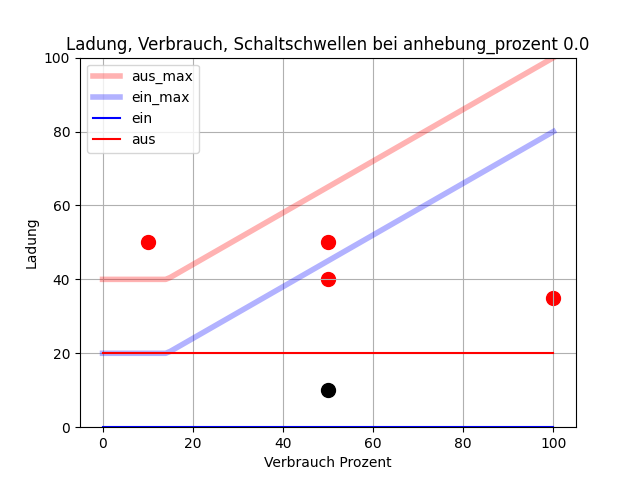 Ladung, Verbrauch, Schaltschwellen bei anhebung_prozent 0.0
100
80
60
40
20
0
Ladung
aus_max
ein_max
ein
aus
0 20 40 60 80 100
Verbrauch Prozent